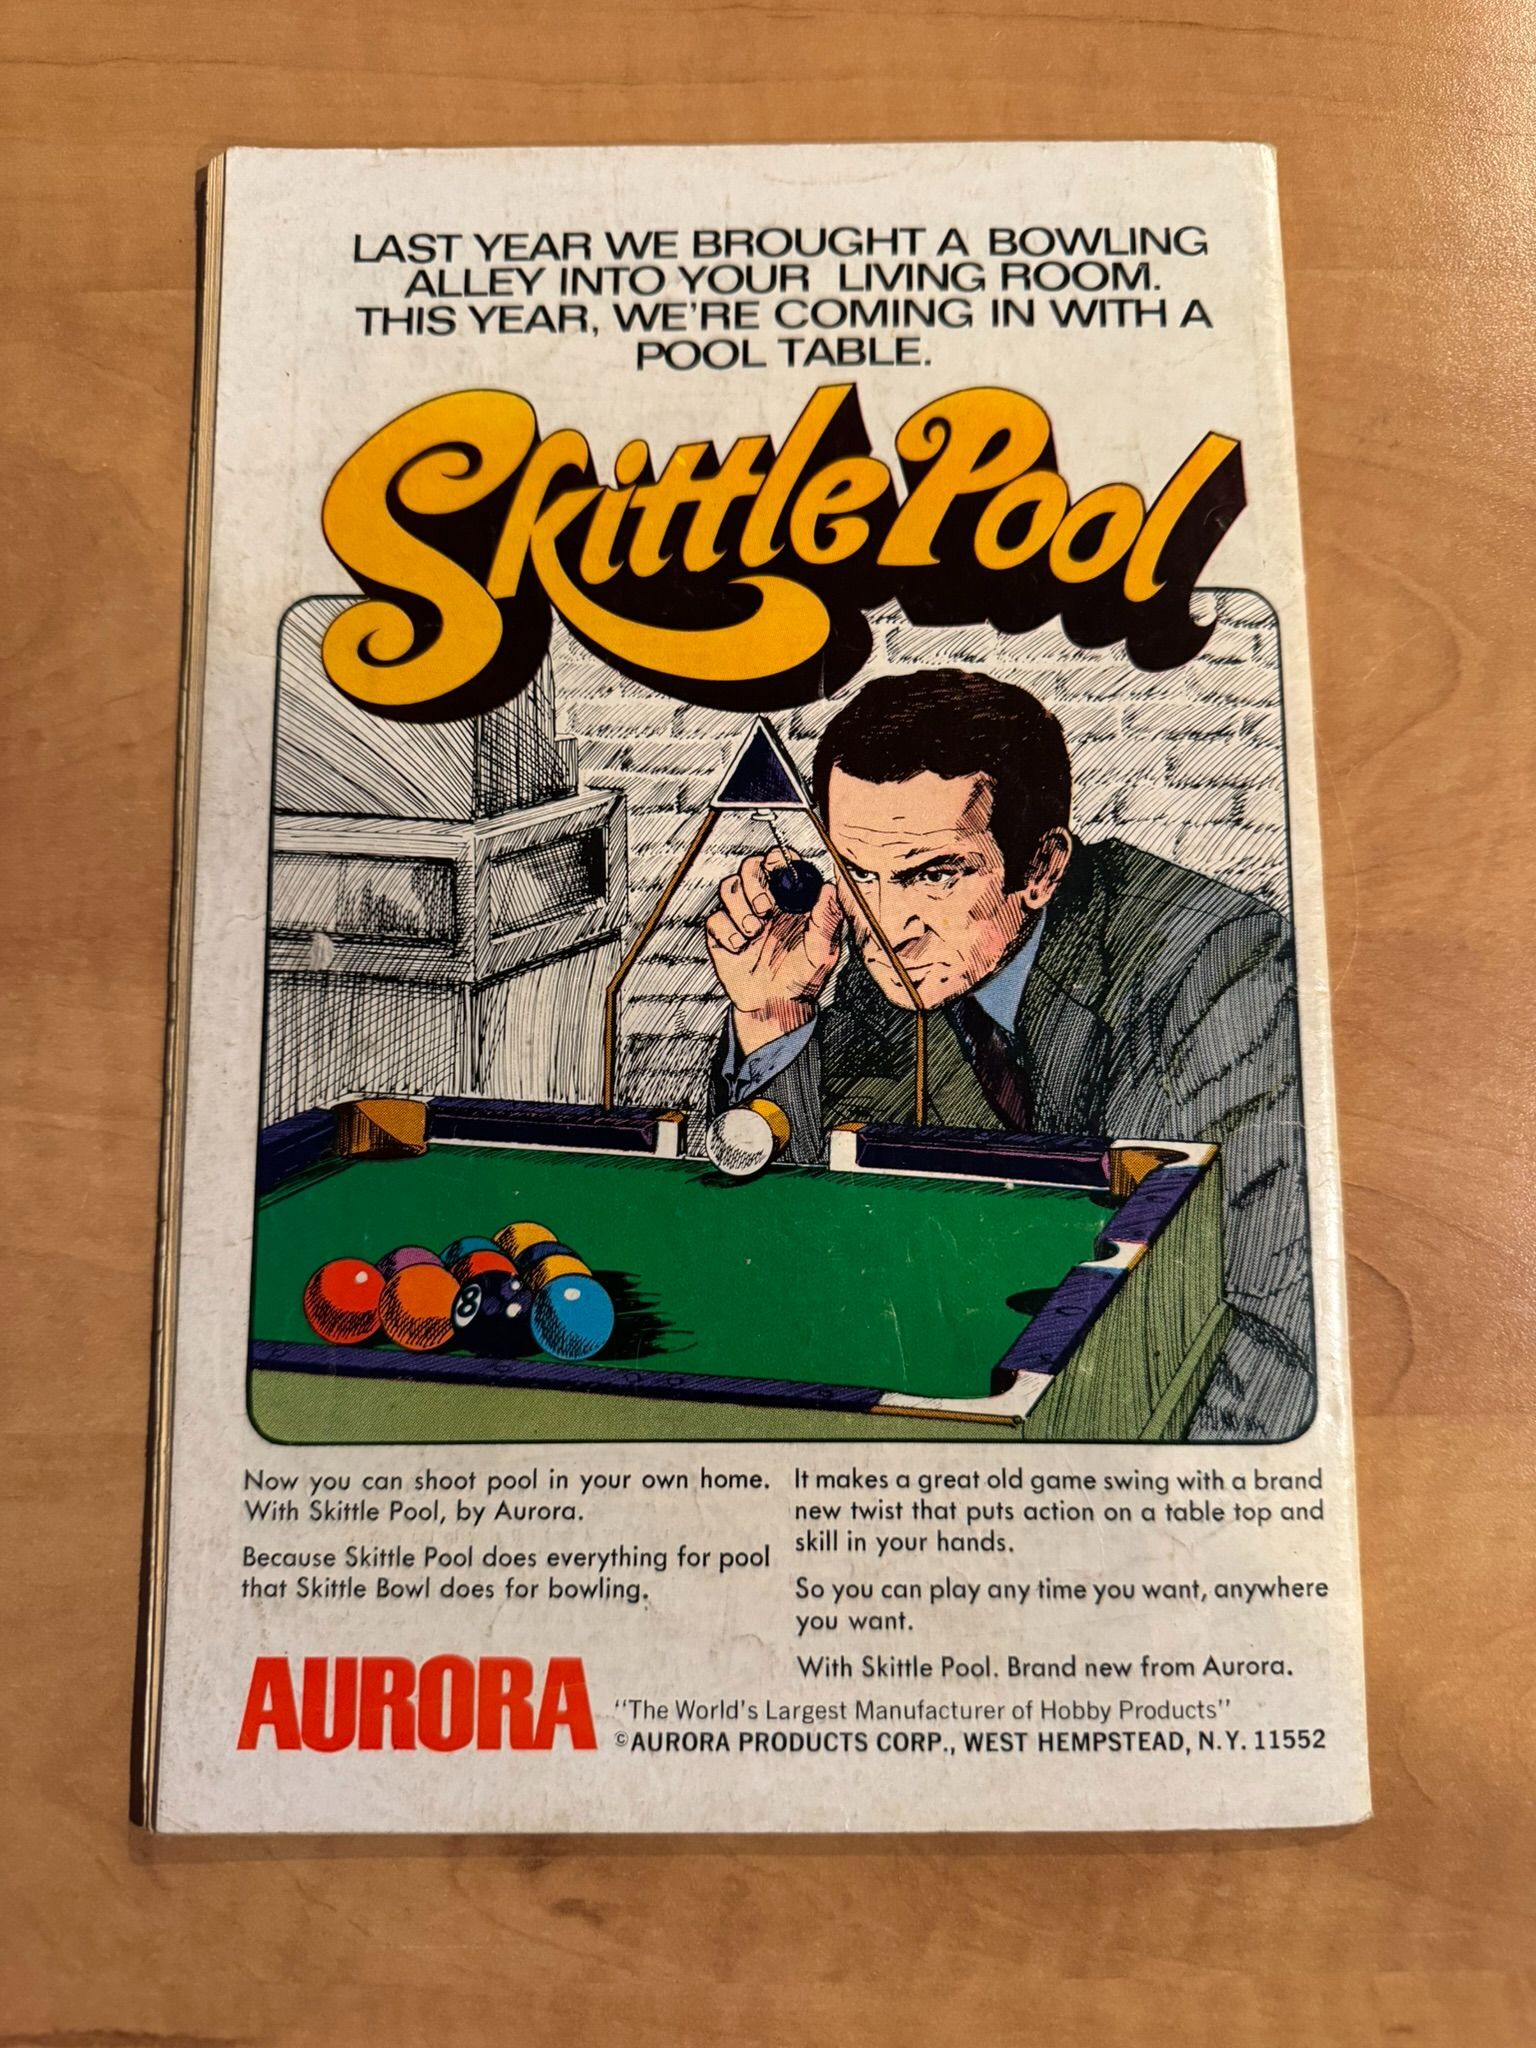 LAST YEAR WE BROUGHT A BOWLING
ALLEY INTO YOUR LIVING ROOM.
THIS YEAR, WE'RE COMING IN WITH A
POOL TABLE.
Skittle Pool
8
Now you can shoot pool in your own home.
With Skittle Pool, by Aurora.
Because Skittle Pool does everything for pool
that Skittle Bowl does for bowling.
It makes a great old game swing with a brand
new twist that puts action on a table top and
skill in your hands.
So you can play any time you want, anywhere
you want.
With Skittle Pool. Brand new from Aurora.
AURORA
"The World's Largest Manufacturer of Hobby Products"
©AURORA PRODUCTS CORP., WEST HEMPSTEAD, N.Y. 11552